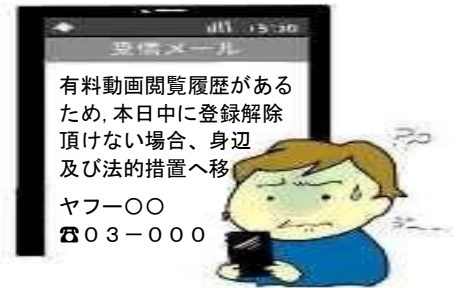 13:30
受信メール
有料動画閲覧履歴がある
ため,本日中に登録解除
頂けない場合、身辺
及び法的措置へ移
ヤフー〇〇
☎03－000